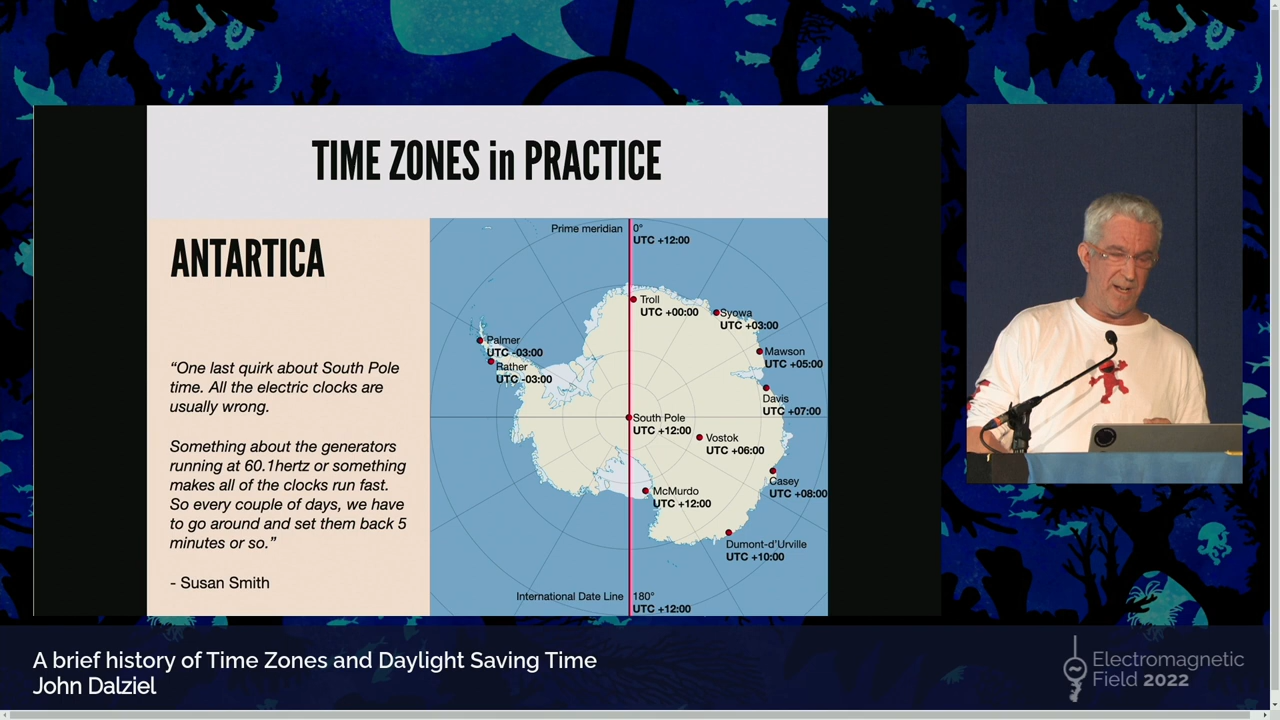 TIME ZONES in PRACTICE
ANTARTICA
“One last quirk about South Pole
time. All the electric clocks are
usually wrong.
Something about the generators
running at 60.1hertz or something
makes all of the clocks run fast.
So every couple of days, we have
to go around and set them back 5
minutes or so.”
- Susan Smith
Prime meridian
0°
UTC +12:00
Troll
UTC +00:00
Syowa
UTC +03:00
Palmer
UTC -03:00
Rather
UTC -03:00
Mawson
UTC +05:00
Davis
UTC +07:00
South Pole
UTC +12:00
Vostok
UTC +06:00
Casey
UTC +08:00
McMurdo
UTC +12:00
Dumont-d’Urville
UTC +10:00
International Date Line
180°
UTC +12:00
A brief history of Time Zones and Daylight Saving Time
John Dalziel
Electromagnetic
Field 2022